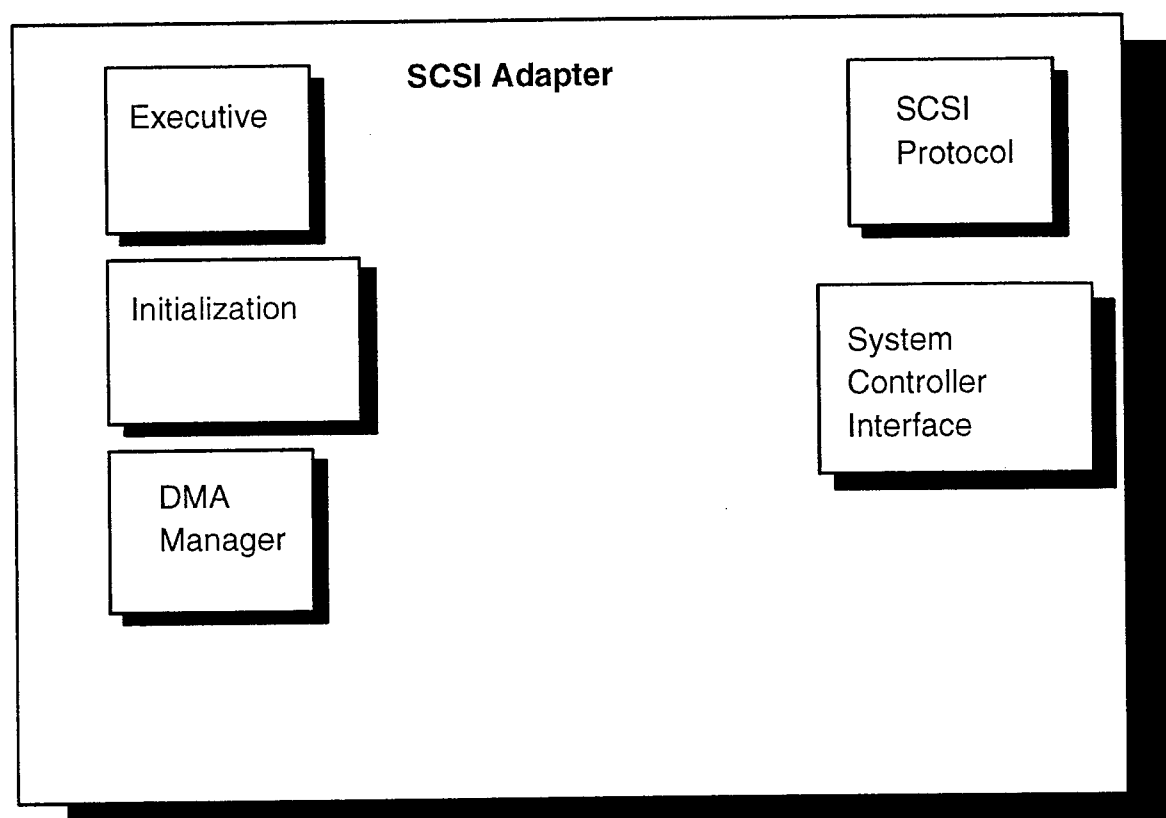 SCSI Adapter
Executive
Initialization
DMA
Manager
SCSI
Protocol
System
Controller
Interface